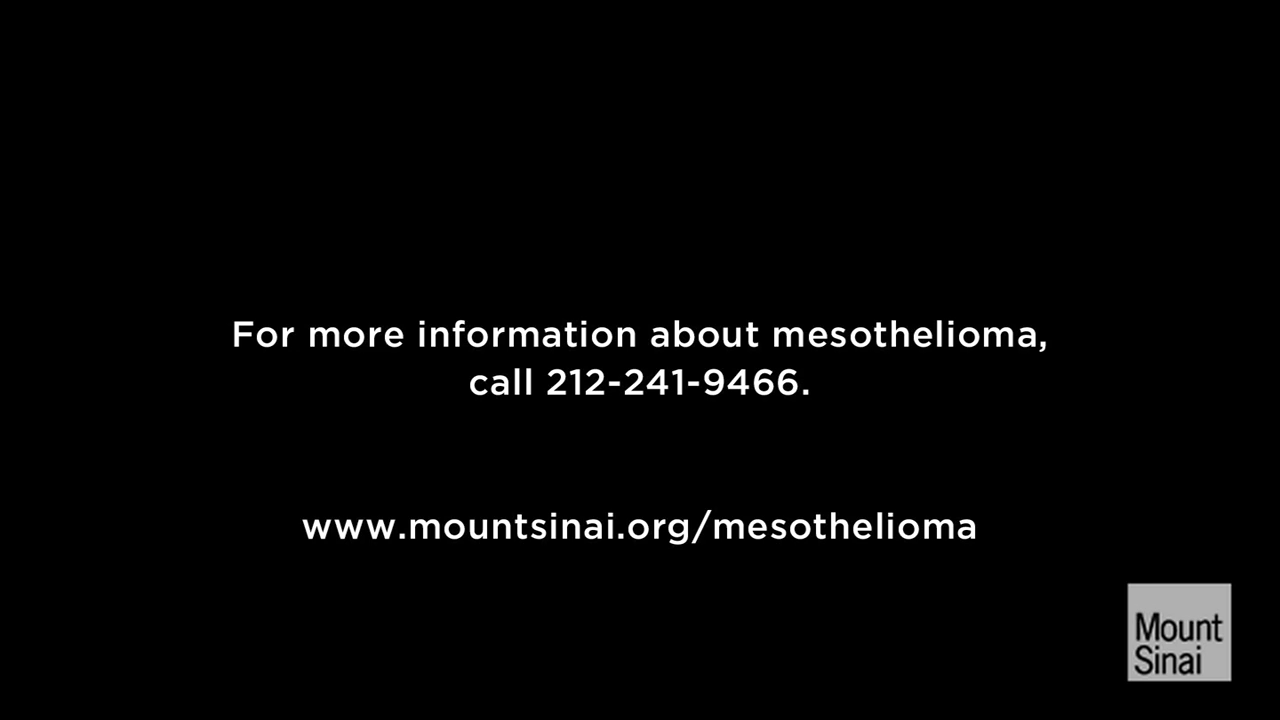 For more information about mesothelioma,
call 212-241-9466.
www.mountsinai.org/mesothelioma
Mount
Sinai